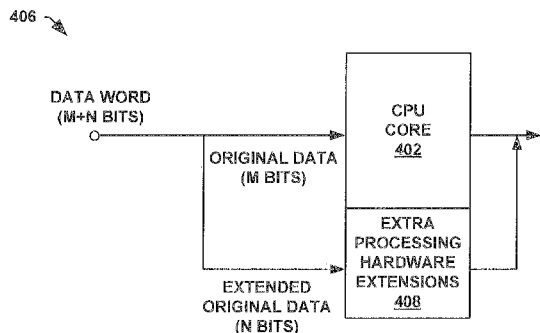 406
DATA WORD
(M+N BITS)
CPU
CORE
402
ORIGINAL DATA
(M BITS)
EXTRA
PROCESSING
HARDWARE
EXTENSIONS
408
EXTENDED
ORIGINAL DATA
(N BITS)